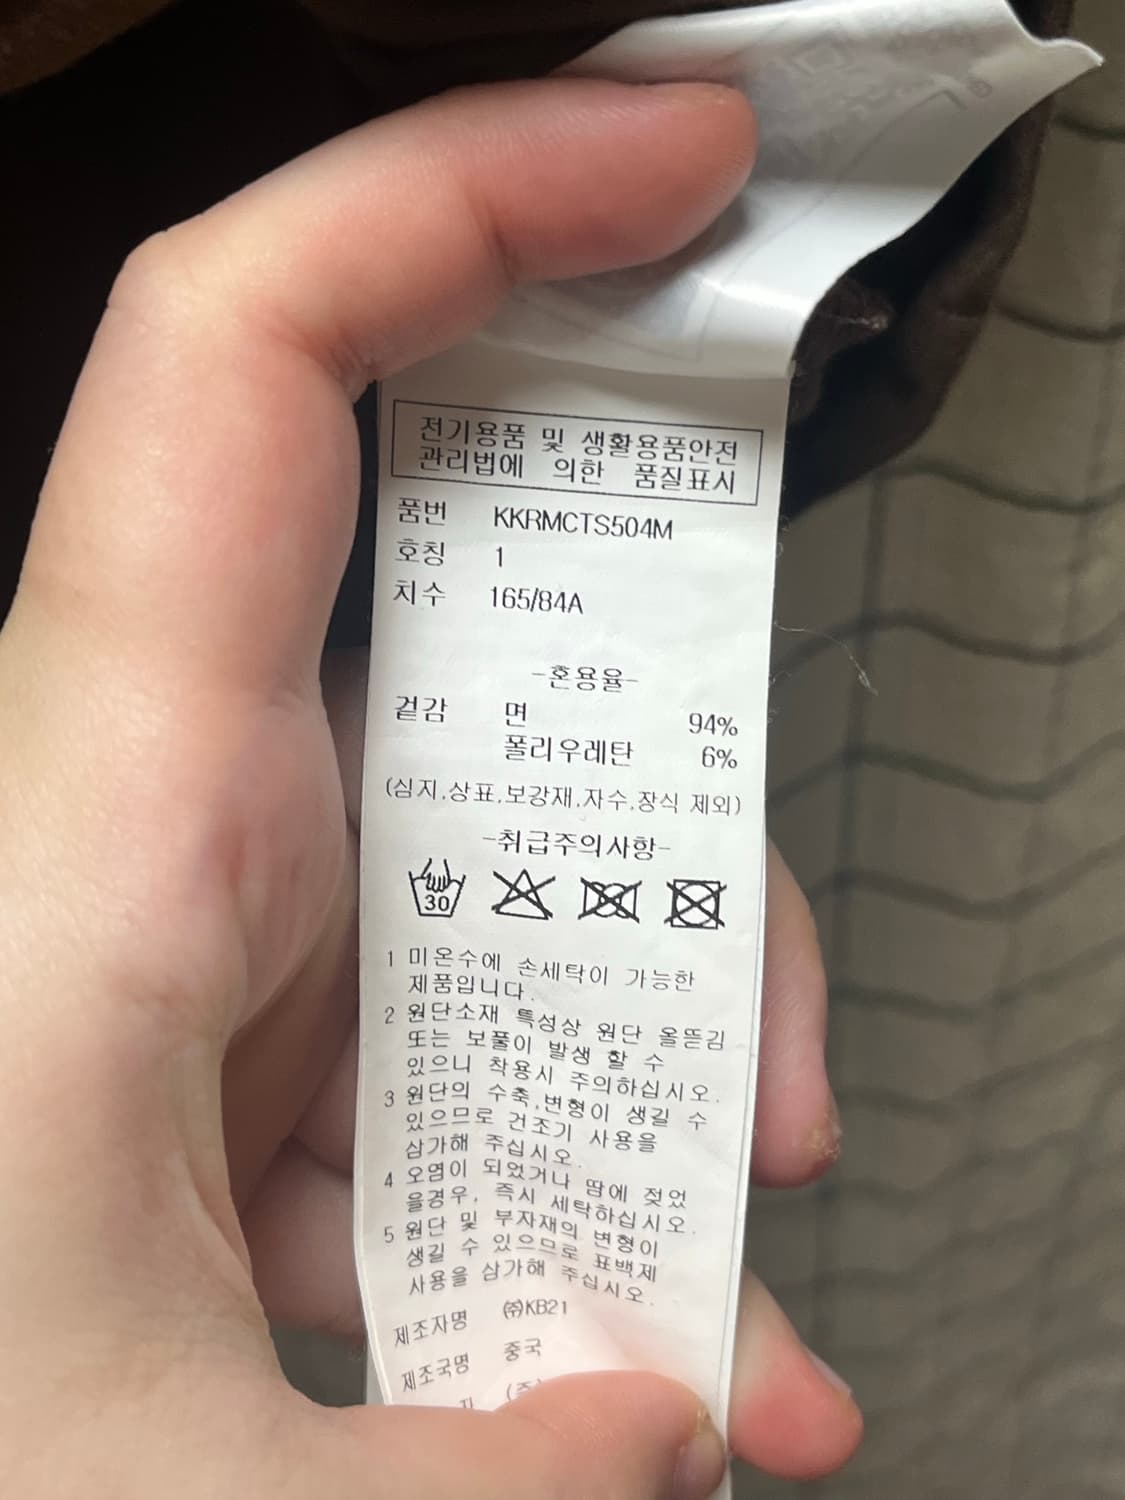 전기용품 및 생활용품안전
관리법에 의한 품질표시
품번 KKRMCTS504M
호칭 1
치수 165/84A
-혼용율-
겉감 면 94%
폴리우레탄 6%
(심지.상표.보강재.자수.장식 제외)
-취급주의사항-
30
1 미온수에 손세탁이 가능한
제품입니다.
2 원단소재 특성상 원단 올뜯김
또는 보풀이 발생 할 수
있으니 착용시 주의하십시오.
3 원단의 수축,변형이 생길 수
있으므로 건조기 사용을
삼가해 주십시오.
4 오염이 되었거나 땀에 젖었
을경우, 즉시 세탁하십시오.
5 원단 및 부자재의 변형이
생길 수 있으므로 표백제
사용을 삼가해 주십시오.
제조자명 ㈜KB21
제조국명 중국